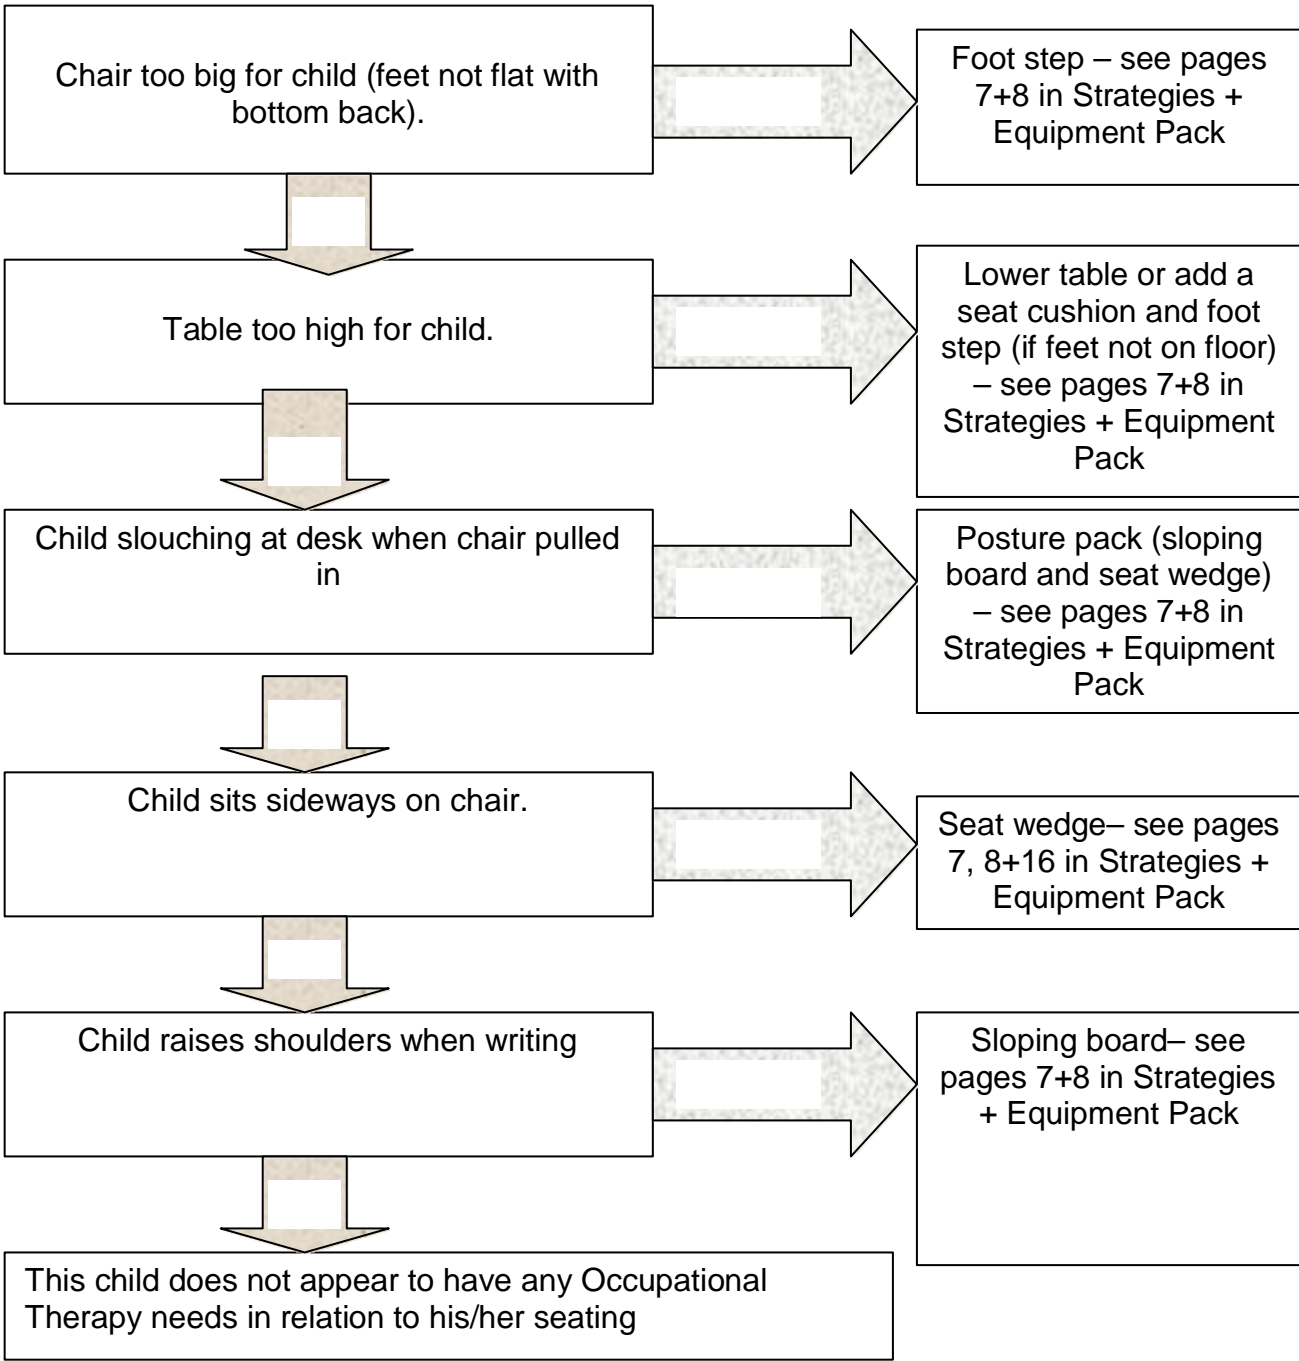 Chair too big for child (feet not flat with
bottom back).
Foot step – see pages
7+8 in Strategies +
Equipment Pack
Table too high for child.
Lower table or add a
seat cushion and foot
step (if feet not on floor)
– see pages 7+8 in
Strategies + Equipment
Pack
Child slouching at desk when chair pulled
in
Posture pack (sloping
board and seat wedge)
– see pages 7+8 in
Strategies + Equipment
Pack
Child sits sideways on chair.
Seat wedge– see pages
7, 8+16 in Strategies +
Equipment Pack
Child raises shoulders when writing
Sloping board– see
pages 7+8 in Strategies
+ Equipment Pack
This child does not appear to have any Occupational
Therapy needs in relation to his/her seating